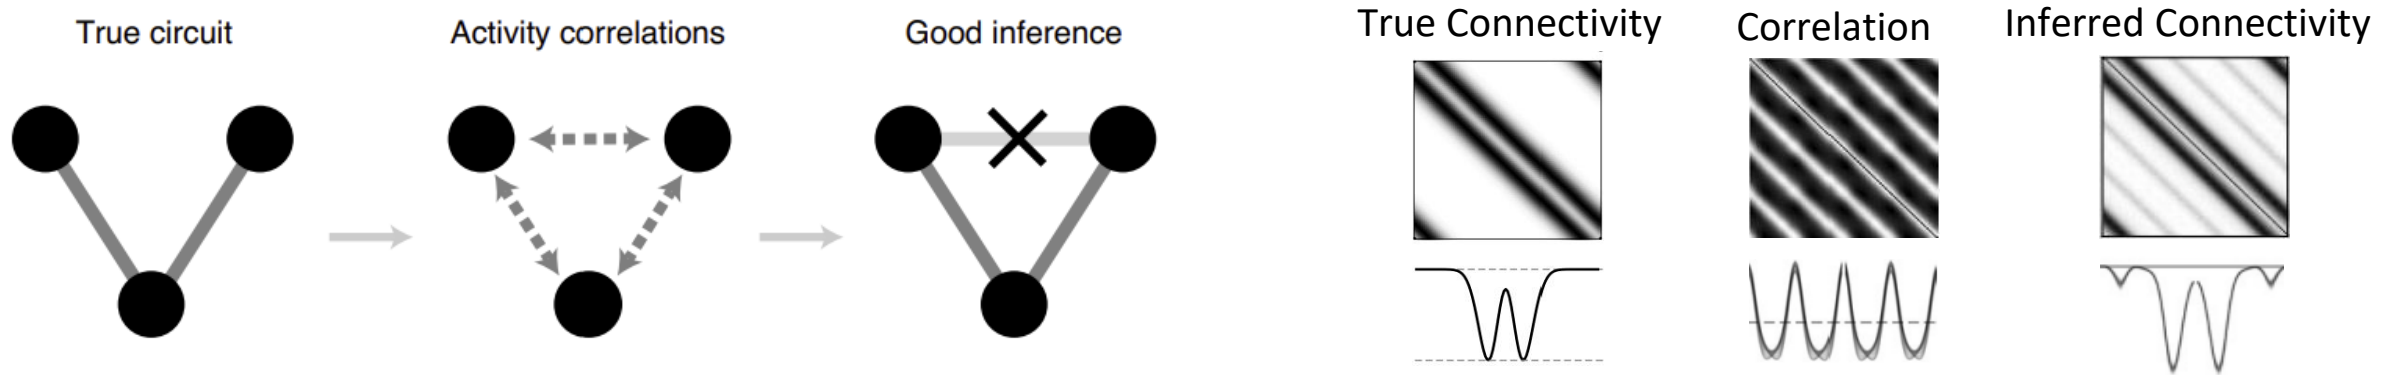 True circuit
Activity correlations
Good inference
True Connectivity
Correlation
Inferred Connectivity